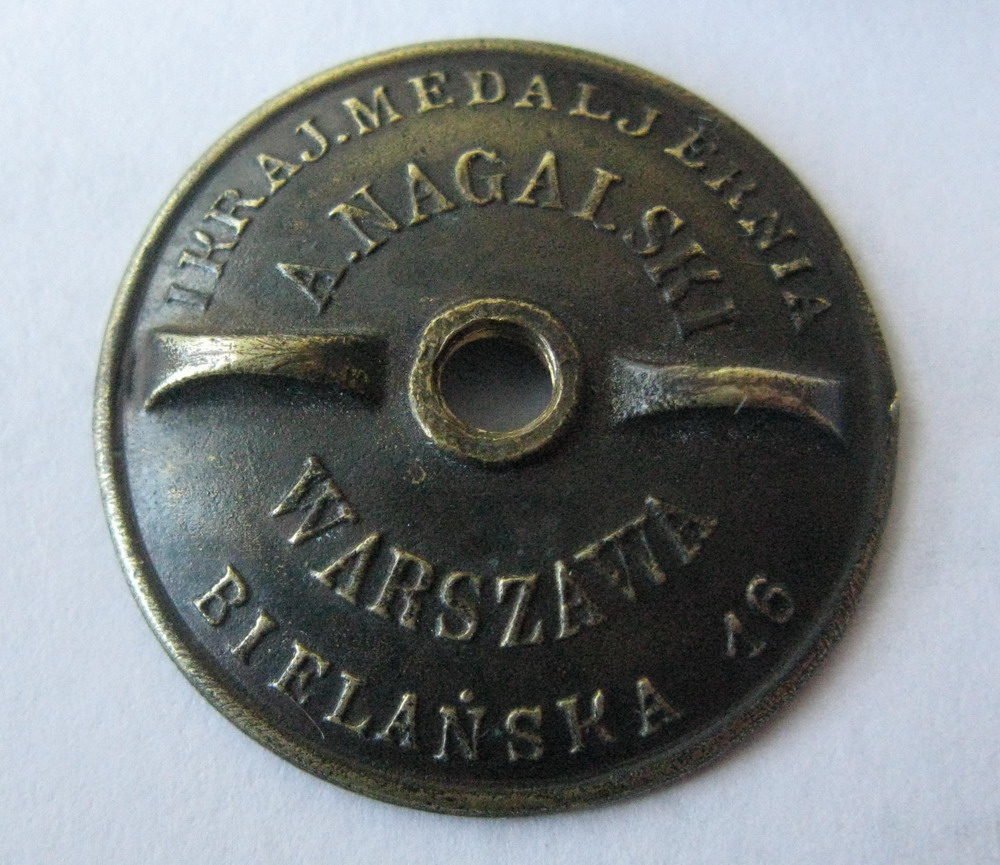 I KRAJ. MEDALJERNIA
A. NAGALSKI
WARSZAWA
BIELAŃSKA 16